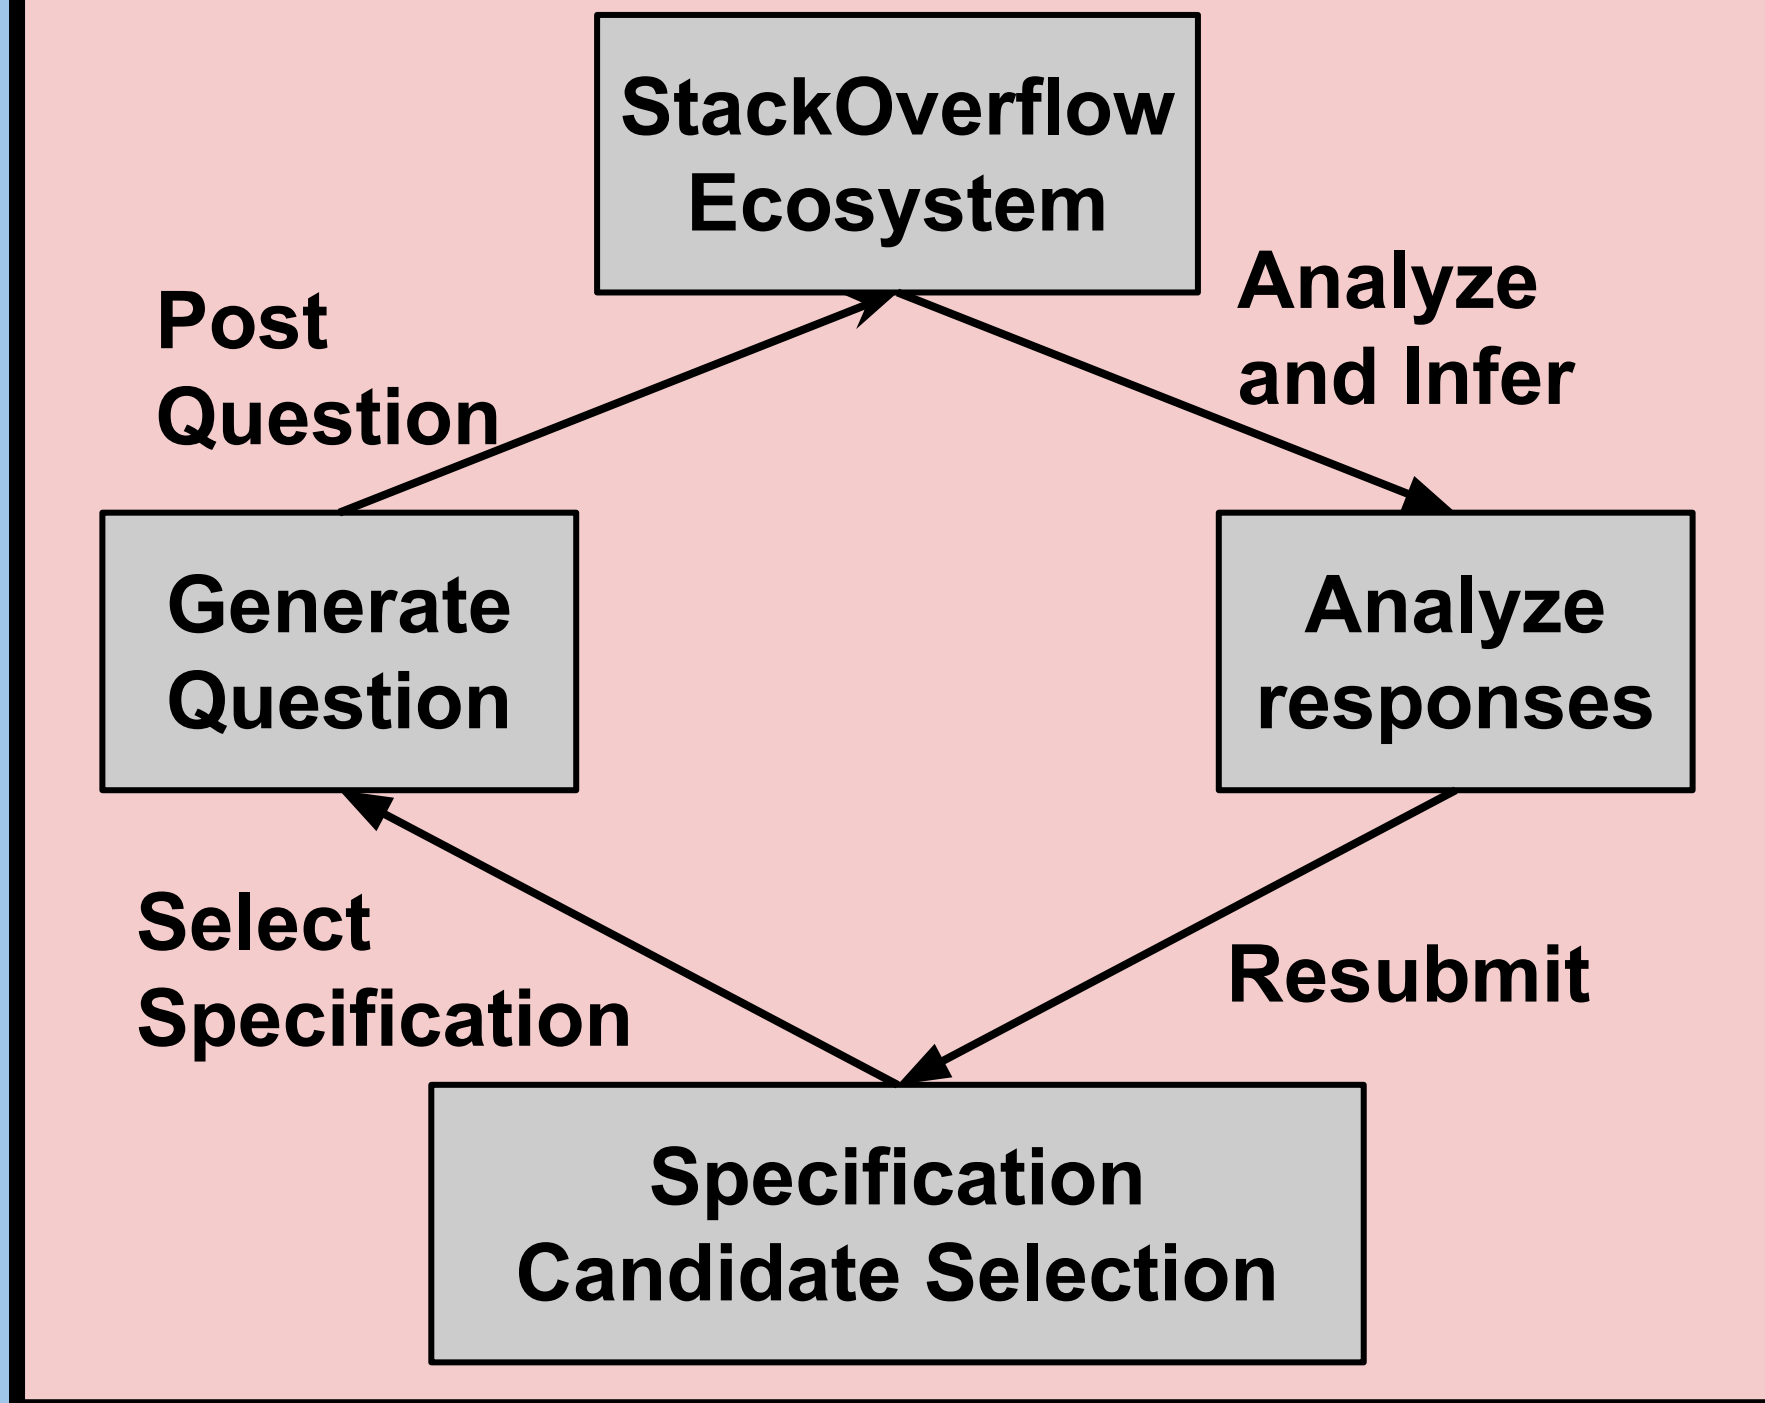 StackOverflow
Ecosystem
Post
Question
Analyze
and Infer
Generate
Question
Analyze
responses
Select
Specification
Resubmit
Specification
Candidate Selection